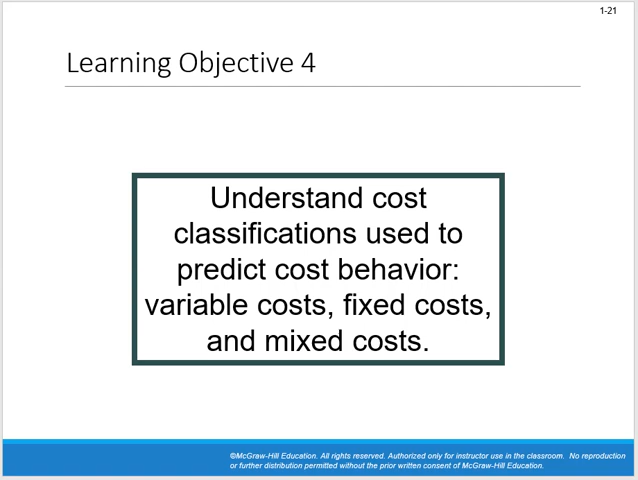 1-21
Learning Objective 4
Understand cost
classifications used to
predict cost behavior:
variable costs, fixed costs,
and mixed costs.
©McGraw-Hill Education. All rights reserved. Authorized only for instructor use in the classroom. No reproduction
or further distribution permitted without the prior written consent of McGraw-Hill Education.